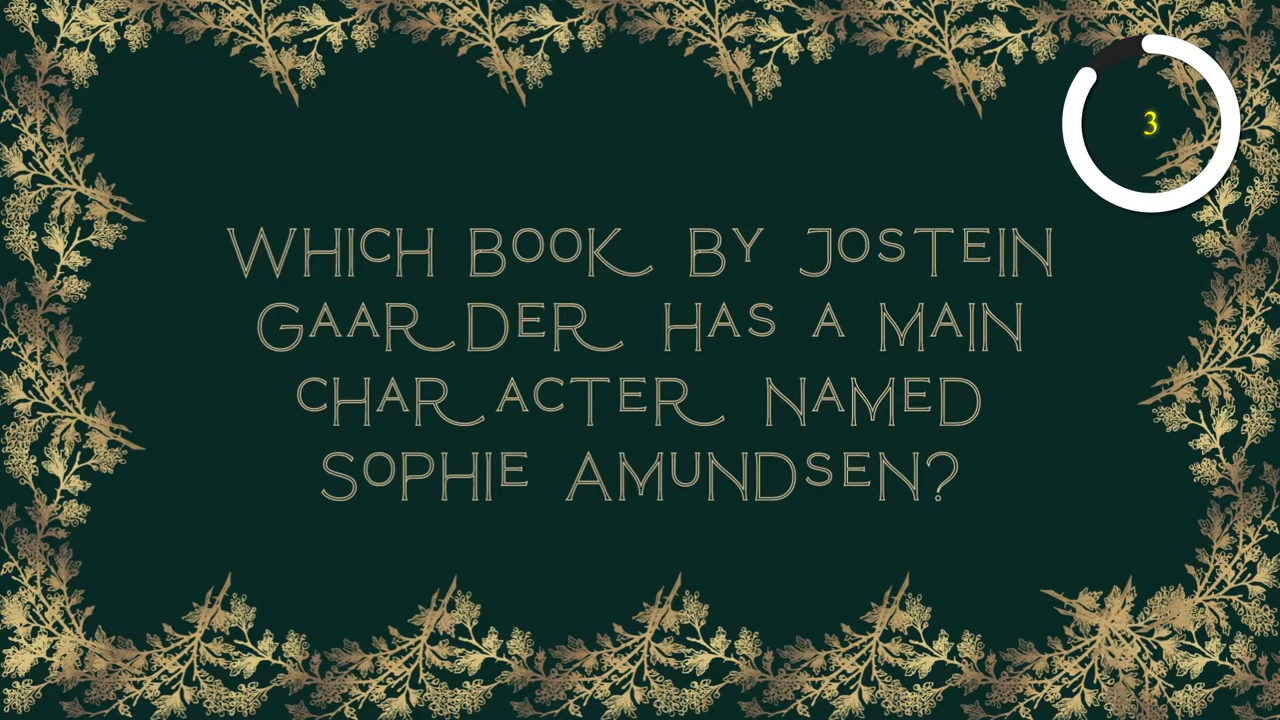 WHICH BOOK BY JOSTEIN
GAARDER HAS A MAIN
CHARACTER NAMED
SOPHIE AMUNDSEN?
3